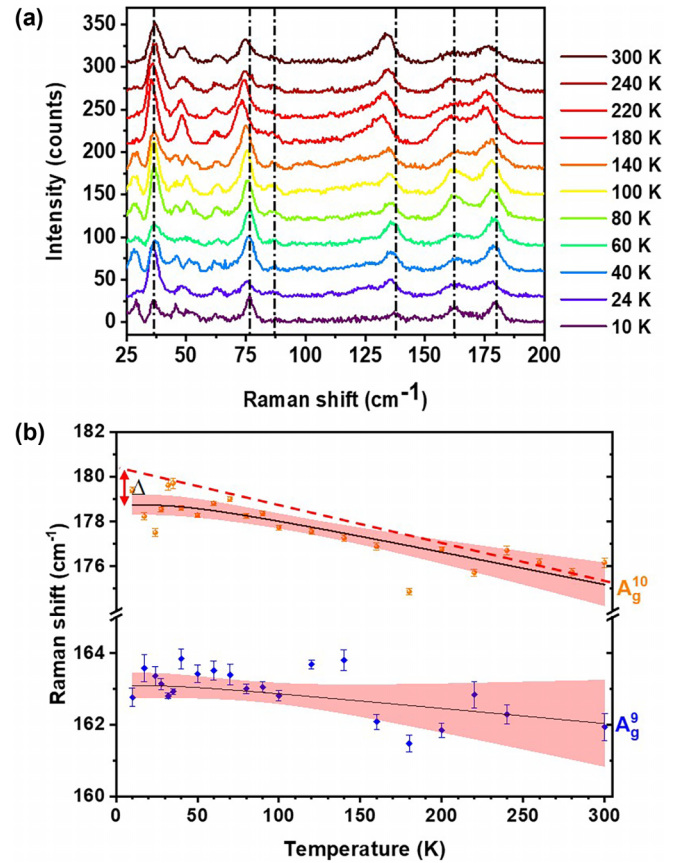 (a)
350
300
250
200
150
100
50
0
Intensity (counts)
25 50 75 100 125 150 175 200
Raman shift (cm-1)
300 K
240 K
220 K
180 K
140 K
100 K
80 K
60 K
40 K
24 K
10 K
(b)
182
180
178
176
164
162
160
Raman shift (cm-1)
Δ
A10g
A9g
0 50 100 150 200 250 300
Temperature (K)